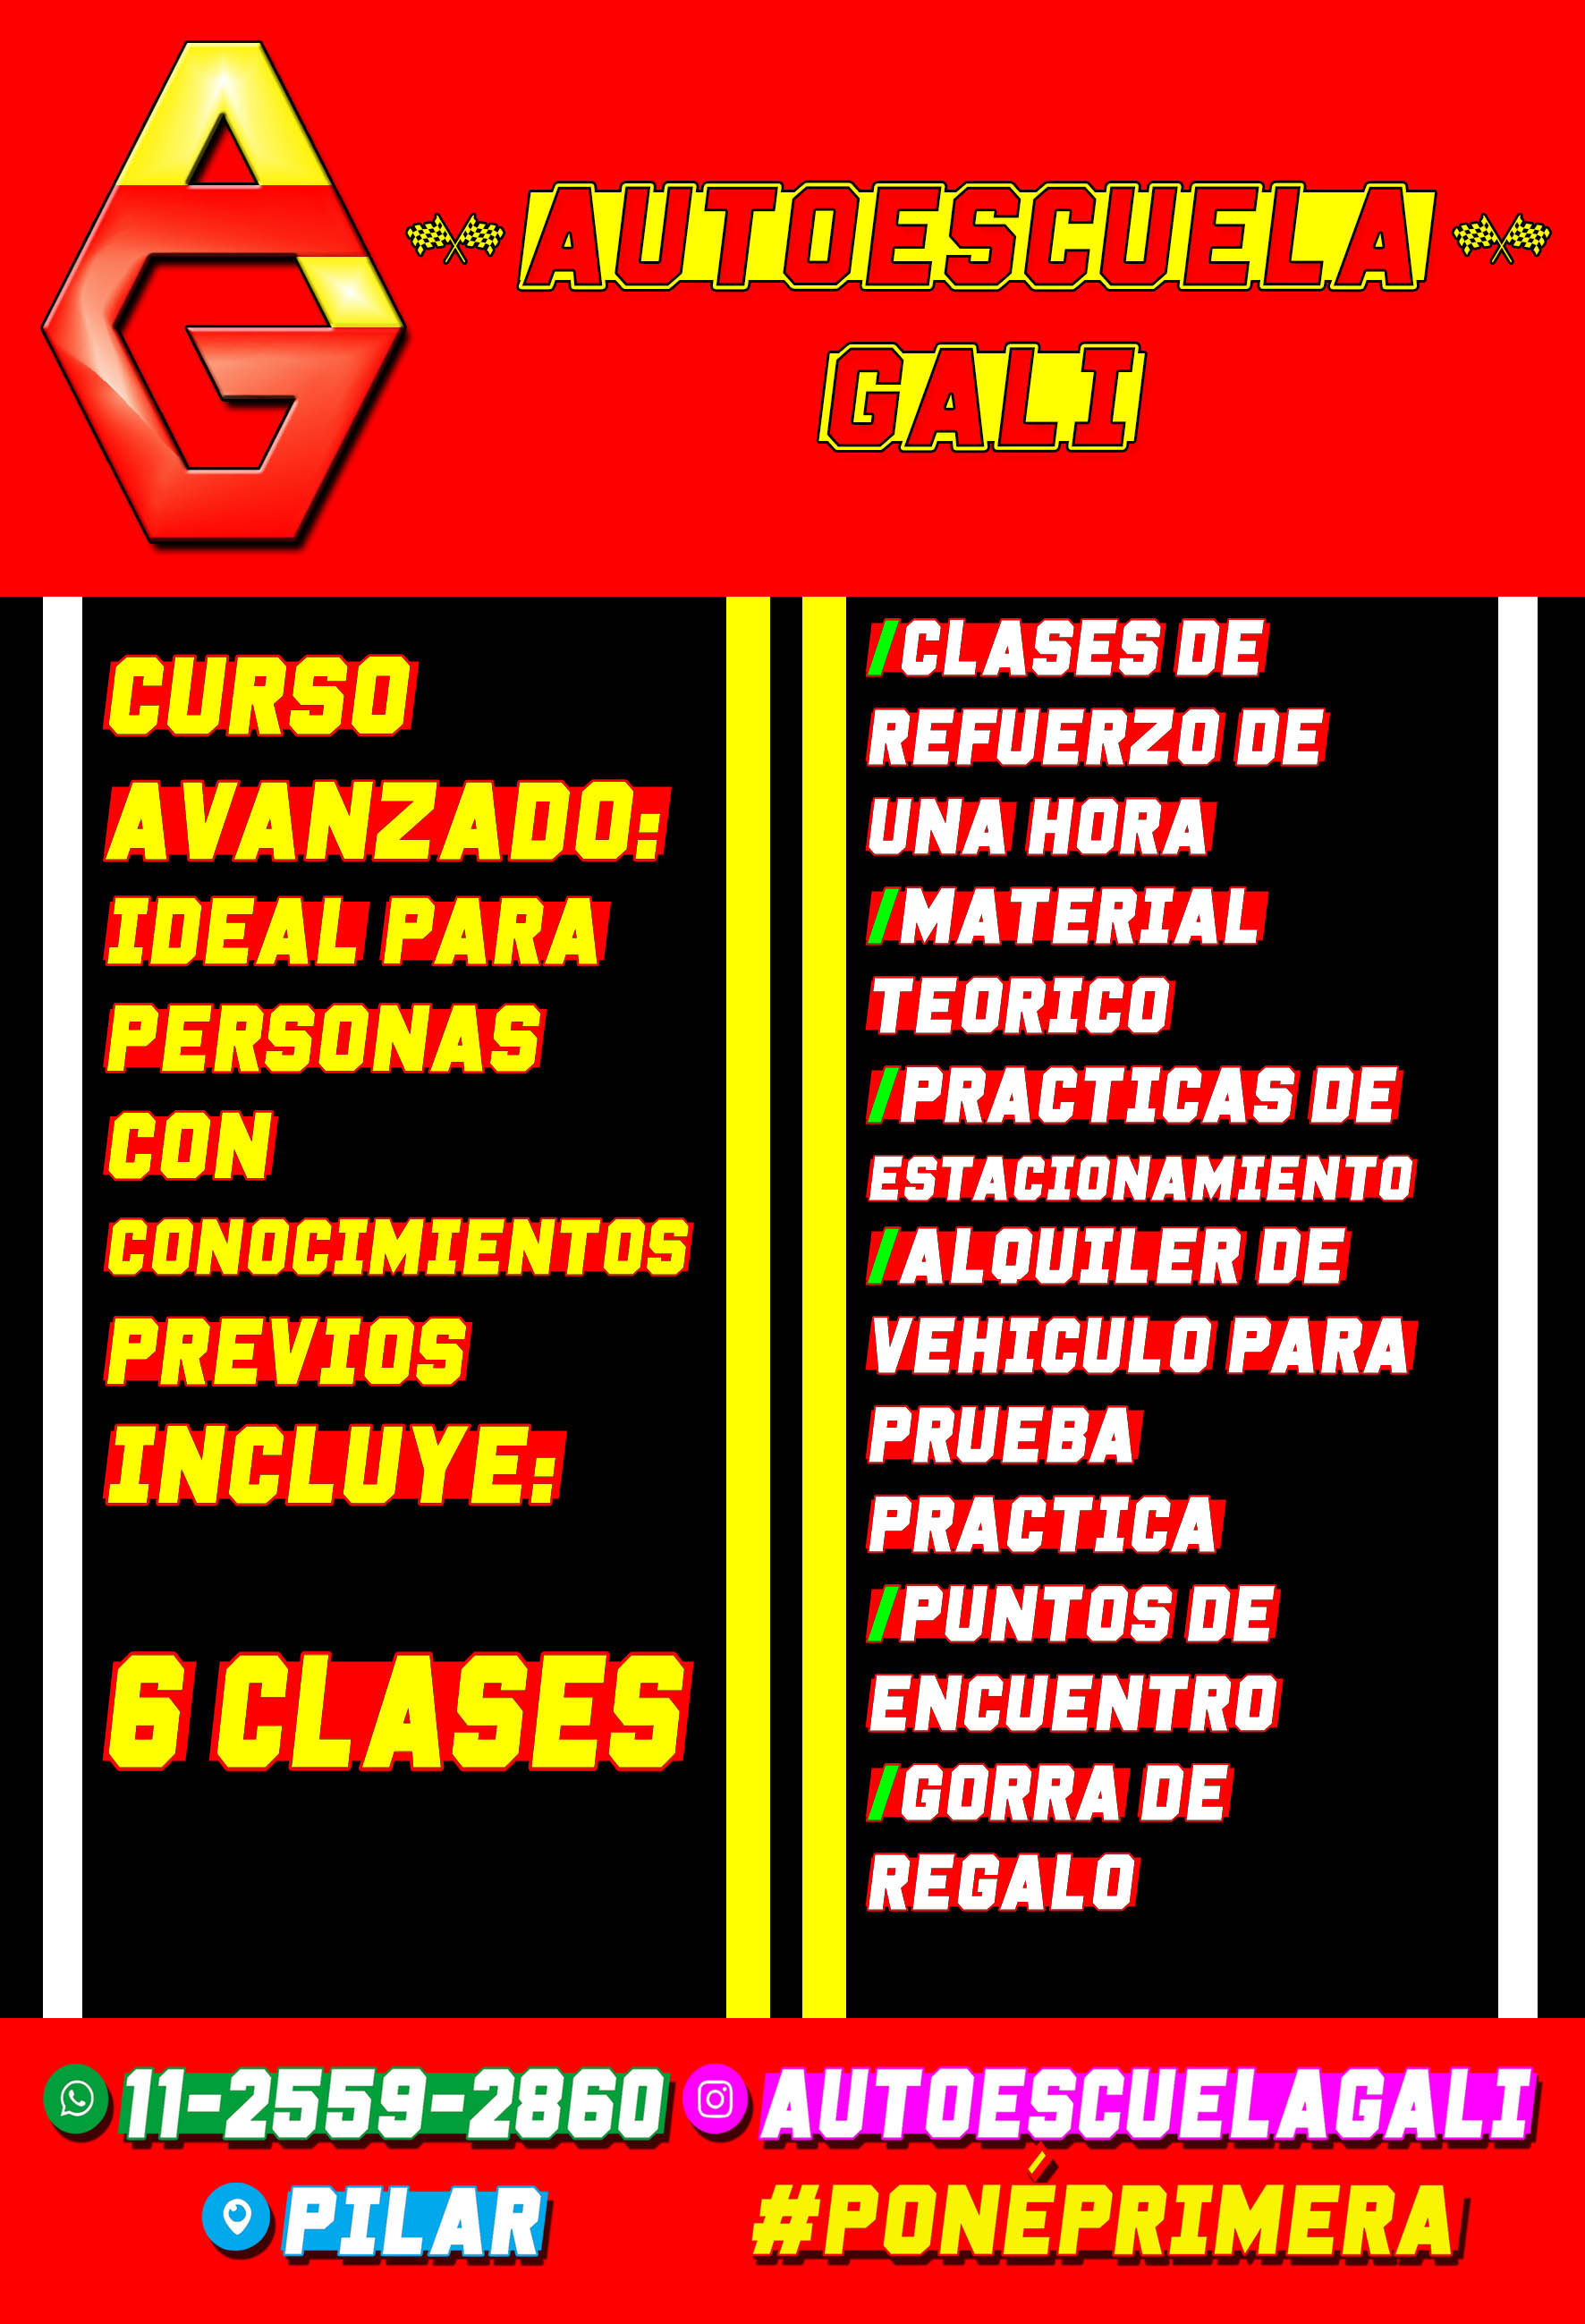 AG
AUTOESCUELA
GALI
CURSO
AVANZADO:
IDEAL PARA
PERSONAS
CON
CONOCIMIENTOS
PREVIOS
INCLUYE:
6 CLASES
/CLASES DE
REFUERZO DE
UNA HORA
/MATERIAL
TEORICO
/PRACTICAS DE
ESTACIONAMIENTO
/ALQUILER DE
VEHICULO PARA
PRUEBA
PRACTICA
/PUNTOS DE
ENCUENTRO
/GORRA DE
REGALO
11-2559-2860
AUTOESCUELAGALI
PILAR
#PONÉPRIMERA